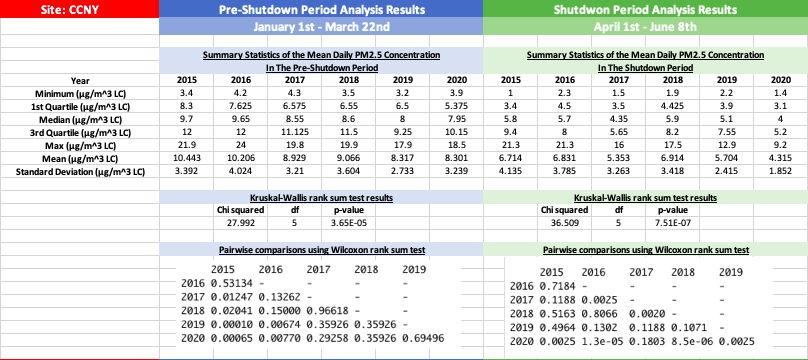 Site: CCNY Pre-Shutdown Period Analysis Results Shutdwon Period Analysis Results
January 1st - March 22nd April 1st - June 8th
Summary Statistics of the Mean Daily PM2.5 Concentration Summary Statistics of the Mean Daily PM2.5 Concentration
In The Pre-Shutdown Period In The Shutdown Period
Year 2015 2016 2017 2018 2019 2020 2015 2016 2017 2018 2019 2020
Minimum (µg/m^3 LC) 3.4 4.2 4.3 3.5 3.2 3.9 1 2.3 1.5 1.9 2.2 1.4
1st Quartile (µg/m^3 LC) 8.3 7.625 6.575 6.55 6.5 5.375 3.4 4.5 3.5 4.425 3.9 3.1
Median (µg/m^3 LC) 9.7 9.65 8.55 8.6 8 7.95 5.8 5.7 4.35 5.9 5.1 4
3rd Quartile (µg/m^3 LC) 12 12 11.125 11.5 9.25 10.15 9.4 8 5.65 8.2 7.55 5.2
Max (µg/m^3 LC) 21.9 24 19.8 19.9 17.9 18.5 21.3 21.3 16 17.5 12.9 9.2
Mean (µg/m^3 LC) 10.443 10.206 8.929 9.066 8.317 8.301 6.714 6.831 5.353 6.914 5.704 4.315
Standard Deviation (µg/m^3 LC) 3.392 4.024 3.21 3.604 2.733 3.239 4.135 3.785 3.263 3.418 2.415 1.852
Kruskal-Wallis rank sum test results Kruskal-Wallis rank sum test results
Chi squared df p-value Chi squared df p-value
27.992 5 3.65E-05 36.509 5 7.51E-07
Pairwise comparisons using Wilcoxon rank sum test Pairwise comparisons using Wilcoxon rank sum test
2015 2016 2017 2018 2019 2015 2016 2017 2018 2019
2016 0.53134 - - - - 2016 0.7184 - - - -
2017 0.01247 0.13262 - - - 2017 0.1188 0.0025 - - -
2018 0.02041 0.15000 0.96618 - - 2018 0.5163 0.8066 0.0020 - -
2019 0.00010 0.00674 0.35926 0.35926 - 2019 0.4964 0.1302 0.1188 0.1071 -
2020 0.00065 0.00770 0.29258 0.35926 0.69496 2020 0.0025 1.3e-05 0.1803 8.5e-06 0.0025